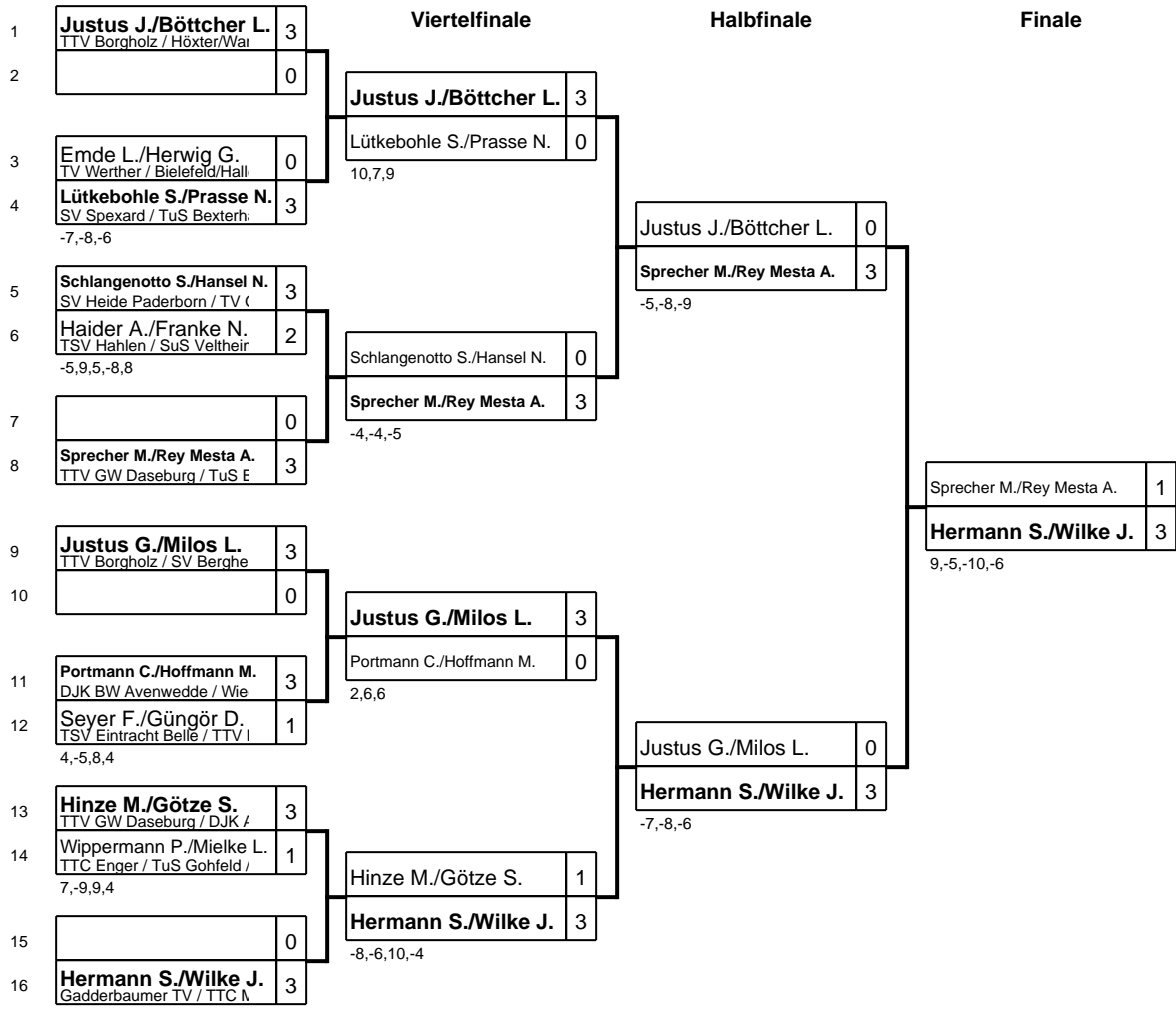 Viertelfinale Halbfinale Finale
1 Justus J./Böttcher L. 3
TTV Borgholz / Höxter/War
2 0
3 Emde L./Herwig G. 0
TV Werther / Bielefeld/Hall
4 Lütkebohle S./Prasse N. 3
SV Spexard / TuS Bexterh
-7,-8,-6
5 Schlangenotto S./Hansel N. 3
SV Heide Paderborn / TV
6 Haider A./Franke N. 2
TSV Hahlen / SuS Veltheim
-5,9,5,-8,8
7 0
8 Sprecher M./Rey Mesta A. 3
TTV GW Daseburg / TuS
9 Justus G./Milos L. 3
TTV Borgholz / SV Berghe
10 0
11 Portmann C./Hoffmann M. 3
DJK BW Avenwedde / Wie
12 Seyer F./Güngör D. 1
TSV Eintracht Belle / TTV
4,-5,8,4
13 Hinze M./Götze S. 3
TTV GW Daseburg / DJK
14 Wippermann P./Mielke L. 1
TTC Enger / TuS Gohfeld /
7,-9,9,4
15 0
16 Hermann S./Wilke J. 3
Gadderbaumer TV / TTC
Justus J./Böttcher L. 3
Lütkebohle S./Prasse N. 0
10,7,9
Schlangenotto S./Hansel N. 0
Sprecher M./Rey Mesta A. 3
-4,-4,-5
Justus G./Milos L. 3
Portmann C./Hoffmann M. 0
2,6,6
Hinze M./Götze S. 1
Hermann S./Wilke J. 3
-8,-6,10,-4
Justus J./Böttcher L. 0
Sprecher M./Rey Mesta A. 3
-5,-8,-9
Justus G./Milos L. 0
Hermann S./Wilke J. 3
-7,-8,-6
Sprecher M./Rey Mesta A. 1
Hermann S./Wilke J. 3
9,-5,-10,-6